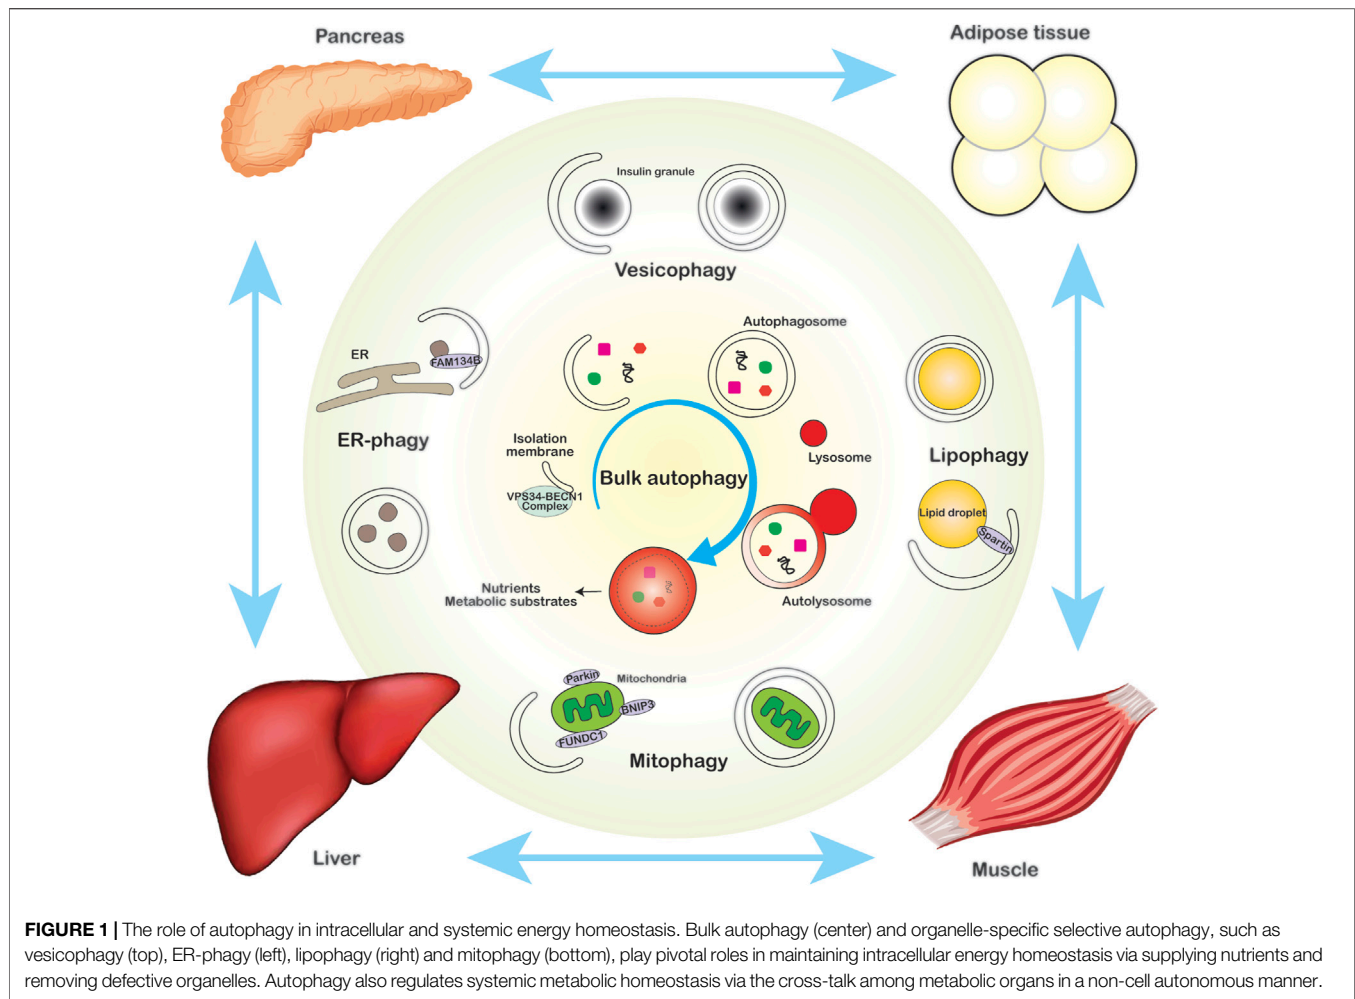 Pancreas
Adipose tissue
Insulin granule
Vesicophagy
Autophagosome
ER
FAM134B
ER-phagy
Isolation
membrane
VPS34-BECN1
Complex
Bulk autophagy
Lysosome
Lipophagy
Lipid droplet
Spartin
Nutrients
Metabolic substrates
Autolysosome
Parkin
Mitochondria
BNIP3
FUNDC1
Mitophagy
Liver
Muscle
FIGURE 1 | The role of autophagy in intracellular and systemic energy homeostasis. Bulk autophagy (center) and organelle-specific selective autophagy, such as
vesicophagy (top), ER-phagy (left), lipophagy (right) and mitophagy (bottom), play pivotal roles in maintaining intracellular energy homeostasis via supplying nutrients and
removing defective organelles. Autophagy also regulates systemic metabolic homeostasis via the cross-talk among metabolic organs in a non-cell autonomous manner.